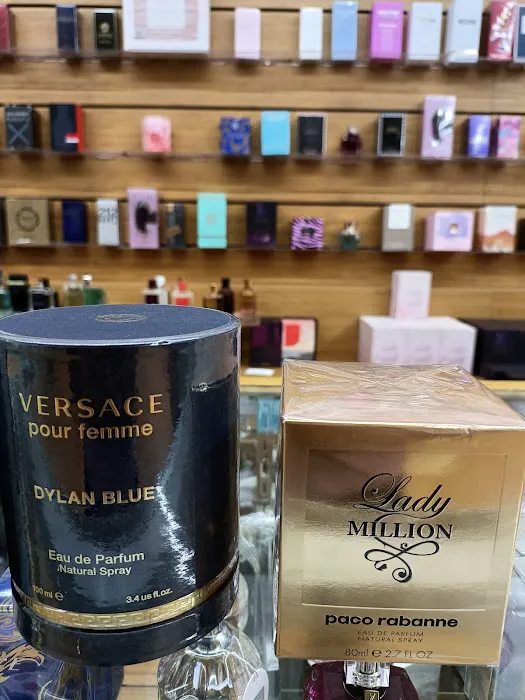 VERSACE
pour femme
DYLAN BLUE
Eau de Parfum
Natural Spray
100 ml e
3.4 us fl.oz.
Lady
MILLION
paco rabanne
EAU DE PARFUM
NATURAL SPRAY
80ml e 2.7 FL OZ